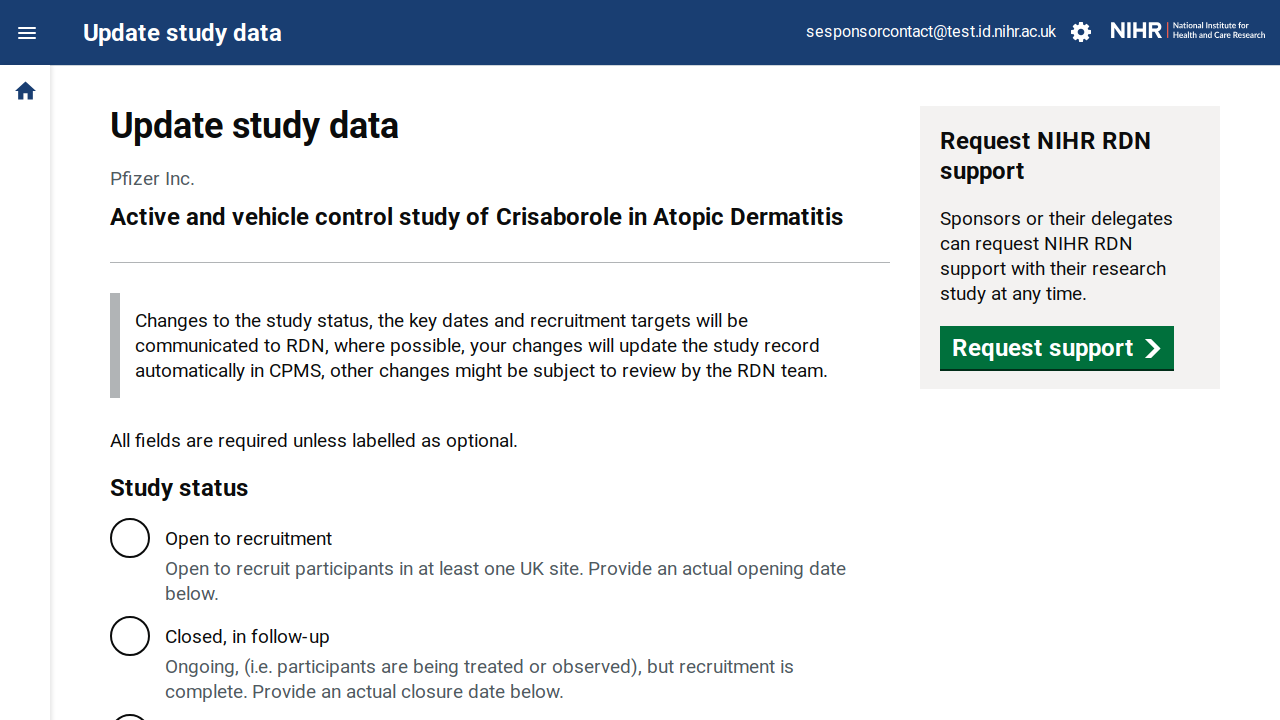 Update study data
sesponsorcontact@test.id.nihr.ac.uk
NIHR
National Institute for
Health and Care Research
Update study data
Pfizer Inc.
Active and vehicle control study of Crisaborole in Atopic Dermatitis
Changes to the study status, the key dates and recruitment targets will be
communicated to RDN, where possible, your changes will update the study record
automatically in CPMS, other changes might be subject to review by the RDN team.
All fields are required unless labelled as optional.
Study status
Open to recruitment
Open to recruit participants in at least one UK site. Provide an actual opening date
below.
Closed, in follow-up
Ongoing, (i.e. participants are being treated or observed), but recruitment is
complete. Provide an actual closure date below.
Request NIHR RDN
support
Sponsors or their delegates
can request NIHR RDN
support with their research
study at any time.
Request support